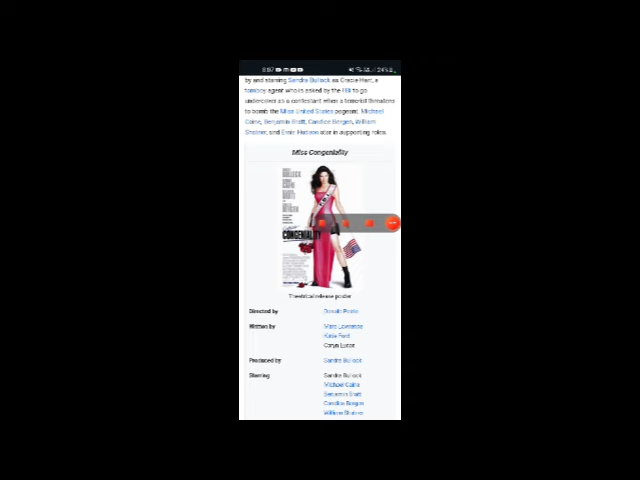 by and starring Sandra Bullock as Gracie Hart, a
tomboy agent who is asked by the FBI to go
undercover as a contestant when a terrorist threatens
to bomb the Miss United States pageant. Michael
Caine, Benjamin Bratt, Candice Bergen, William
Shatner, and Ernie Hudson star in supporting roles.
Miss Congeniality
CONGENIALITY
Theatrical release poster
Directed by Donald Petrie
Written by Marc Lawrence
Katie Ford
Caryn Lucas
Produced by Sandra Bullock
Starring Sandra Bullock
Michael Caine
Benjamin Bratt
Candice Bergen
William Shatner